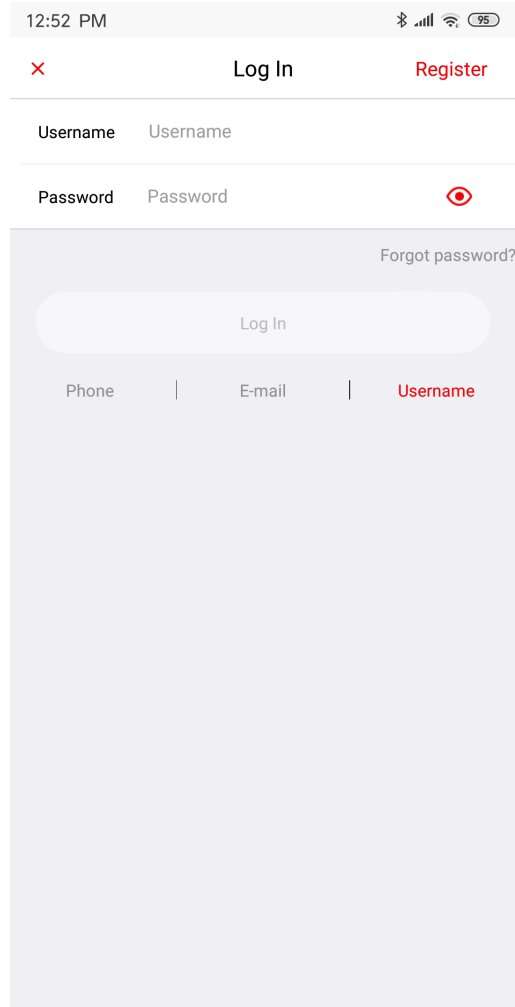 12:52 PM 95
× Log In Register
Username Username
Password Password
Forgot password?
Log In
Phone | E-mail | Username